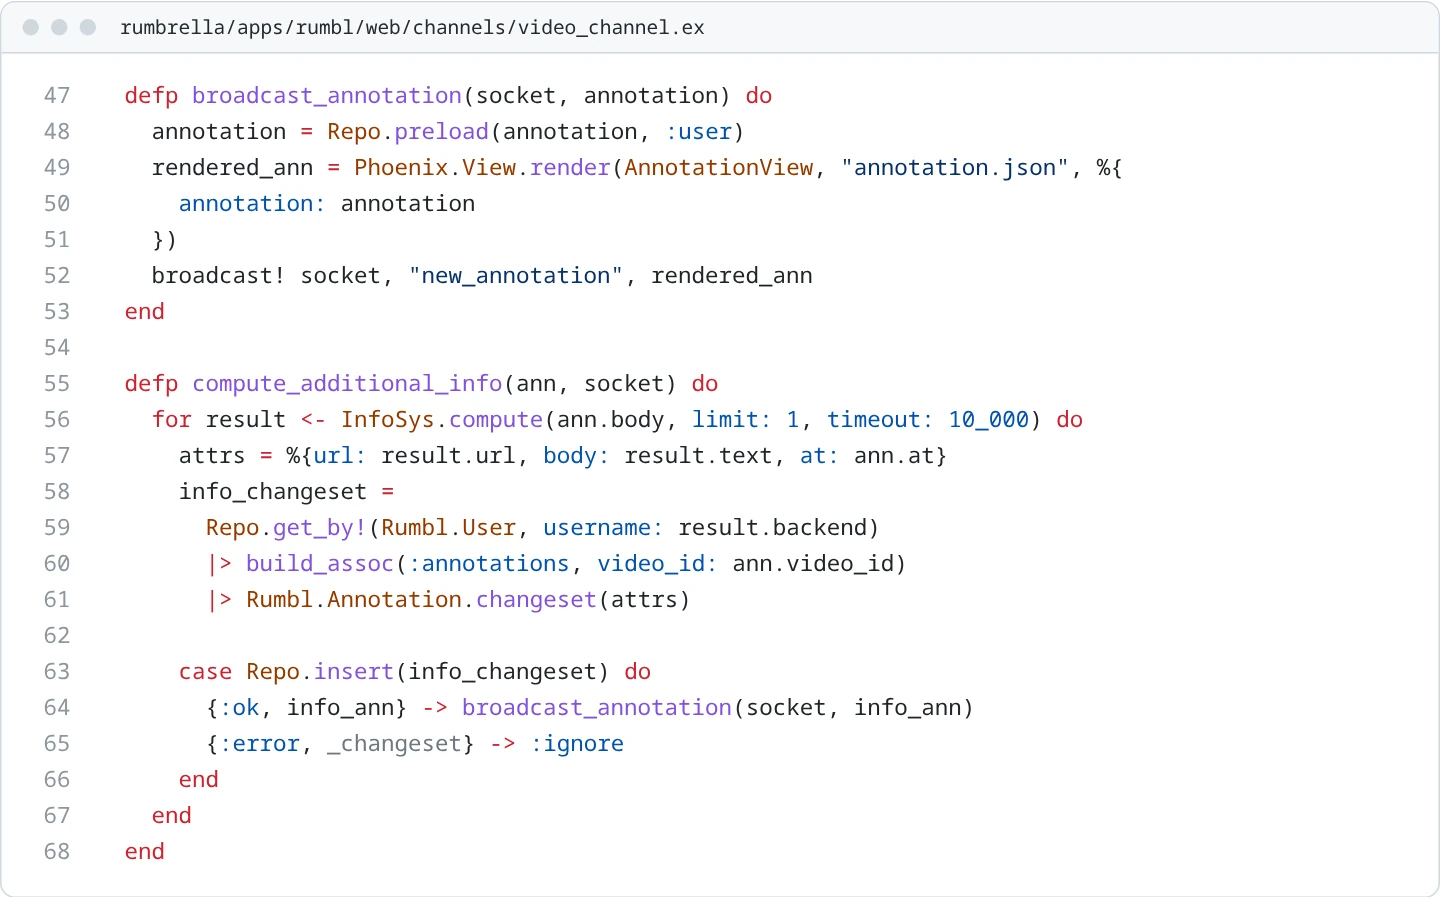 rumbrella/apps/rumbl/web/channels/video_channel.ex
47 defp broadcast_annotation(socket, annotation) do
48   annotation = Repo.preload(annotation, :user)
49   rendered_ann = Phoenix.View.render(AnnotationView, "annotation.json", %{
50     annotation: annotation
51   })
52   broadcast! socket, "new_annotation", rendered_ann
53 end
54
55 defp compute_additional_info(ann, socket) do
56   for result <- InfoSys.compute(ann.body, limit: 1, timeout: 10_000) do
57     attrs = %{url: result.url, body: result.text, at: ann.at}
58     info_changeset =
59       Repo.get_by!(Rumbl.User, username: result.backend)
60       |> build_assoc(:annotations, video_id: ann.video_id)
61       |> Rumbl.Annotation.changeset(attrs)
62
63     case Repo.insert(info_changeset) do
64       {:ok, info_ann} -> broadcast_annotation(socket, info_ann)
65       {:error, _changeset} -> :ignore
66     end
67   end
68 end